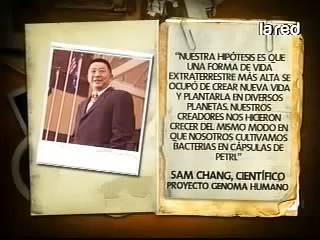 la red
"NUESTRA HIPÓTESIS ES QUE
UNA FORMA DE VIDA
EXTRATERRESTRE MÁS ALTA SE
OCUPÓ DE CREAR NUEVA VIDA
Y PLANTARLA EN DIVERSOS
PLANETAS. NUESTROS
CREADORES NOS HICIERON
CRECER DEL MISMO MODO EN
QUE NOSOTROS CULTIVAMOS
BACTERIAS EN CÁPSULAS DE
PETRI."
SAM CHANG, CIENTÍFICO
PROYECTO GENOMA HUMANO